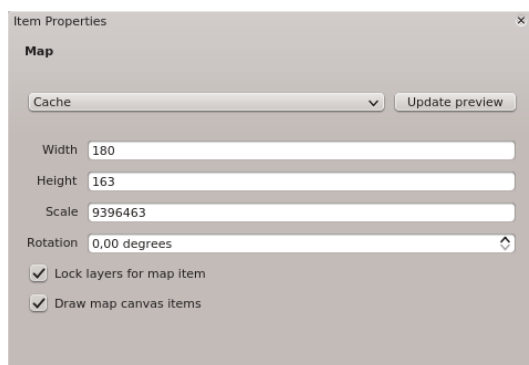 Item Properties ×
Map
Cache Update preview
Width 180
Height 163
Scale 9396463
Rotation 0,00 degrees
Lock layers for map item
Draw map canvas items